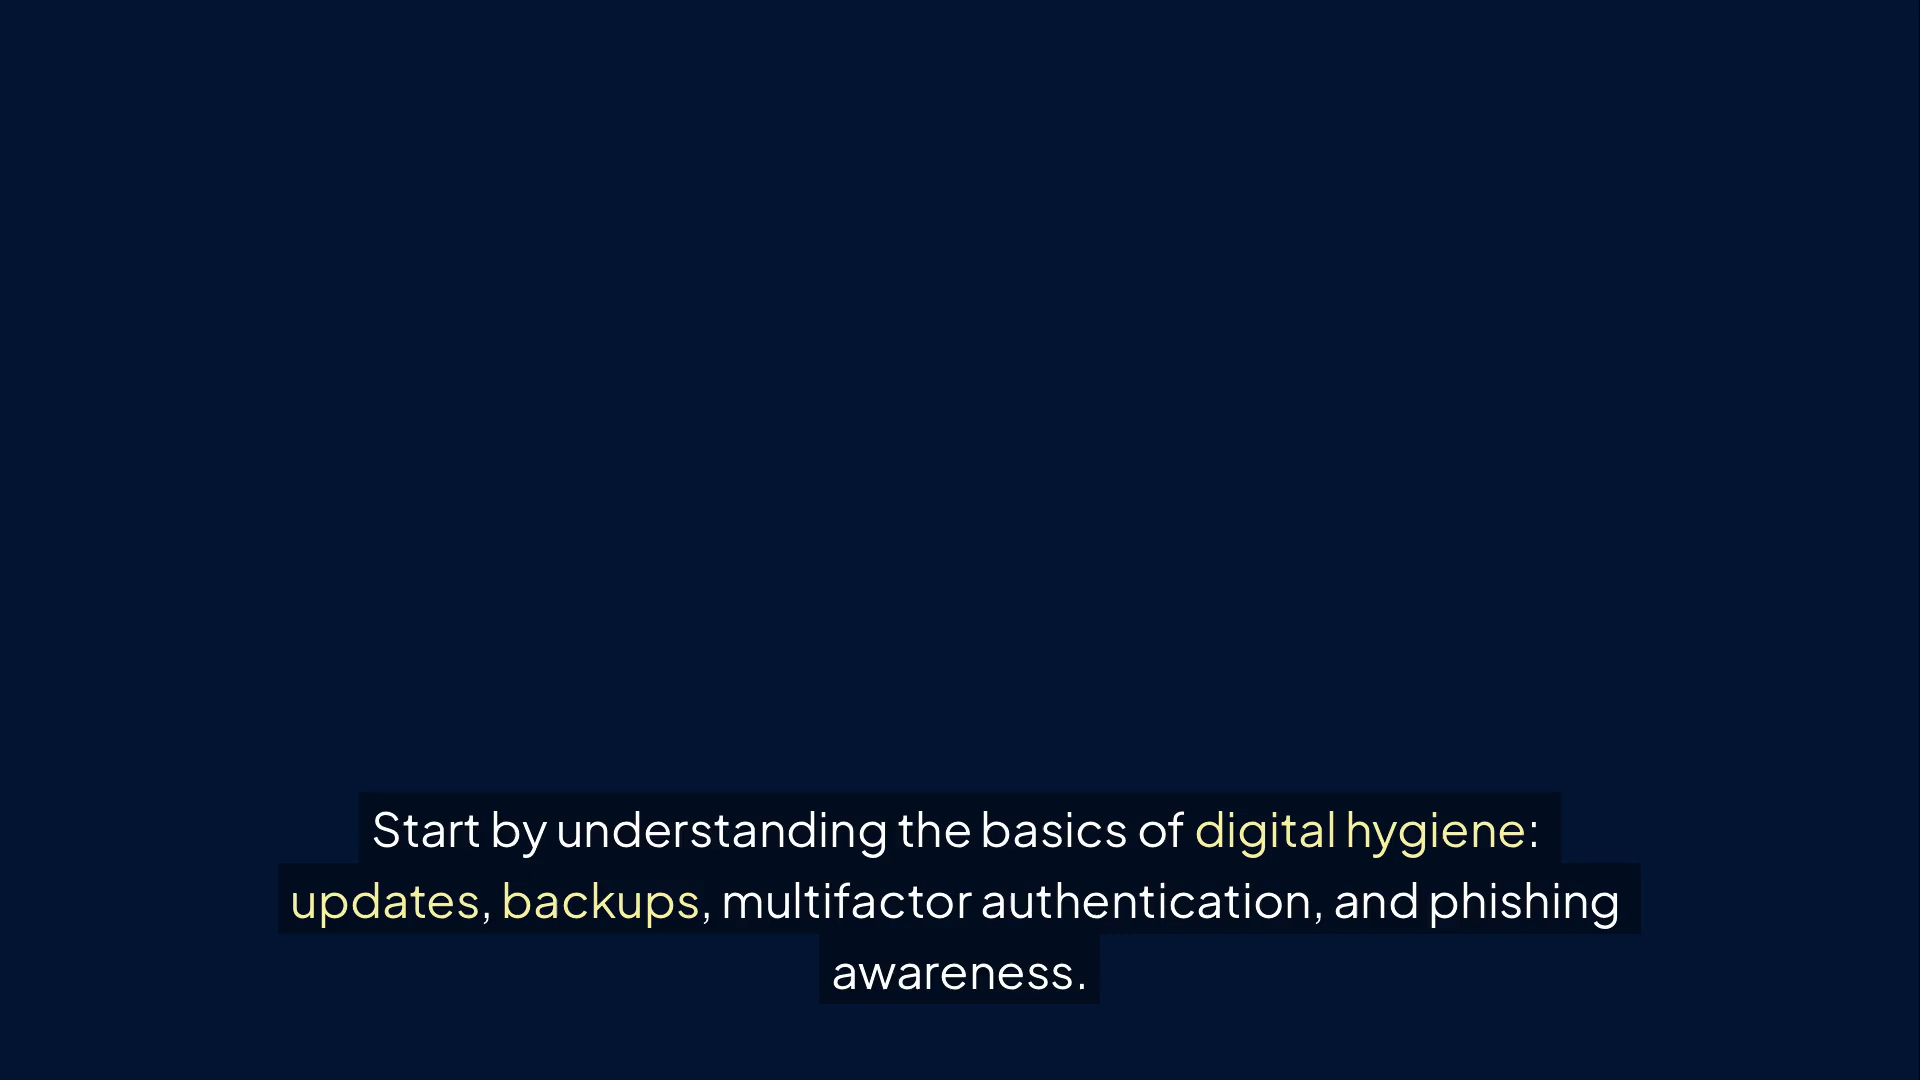 Start by understanding the basics of digital hygiene:
updates, backups, multifactor authentication, and phishing
awareness.